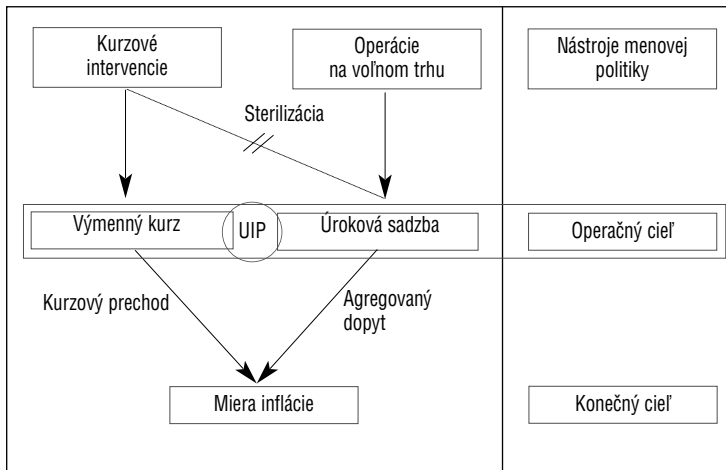 Kurzové
intervencie
Operácie
na voľnom trhu
Nástroje menovej
politiky
Sterilizácia
Výmenný kurz
UIP
Úroková sadzba
Operačný cieľ
Kurzový prechod
Agregovaný
dopyt
Miera inflácie
Konečný cieľ